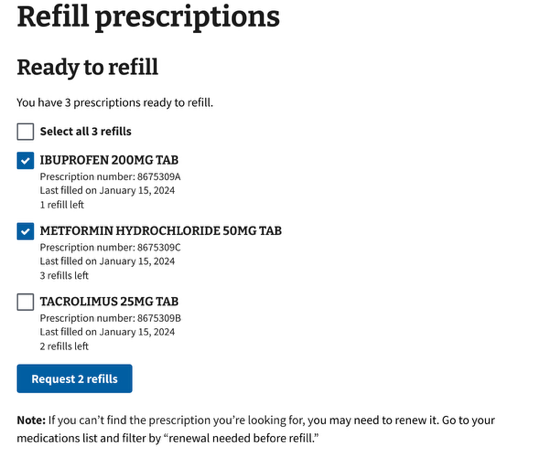 Refill prescriptions
Ready to refill
You have 3 prescriptions ready to refill.
Select all 3 refills
IBUPROFEN 200MG TAB
Prescription number: 8675309A
Last filled on January 15, 2024
1 refill left
METFORMIN HYDROCHLORIDE 50MG TAB
Prescription number: 8675309C
Last filled on January 15, 2024
3 refills left
TACROLIMUS 25MG TAB
Prescription number: 8675309B
Last filled on January 15, 2024
2 refills left
Request 2 refills
Note: If you can’t find the prescription you’re looking for, you may need to renew it. Go to your
medications list and filter by “renewal needed before refill.”